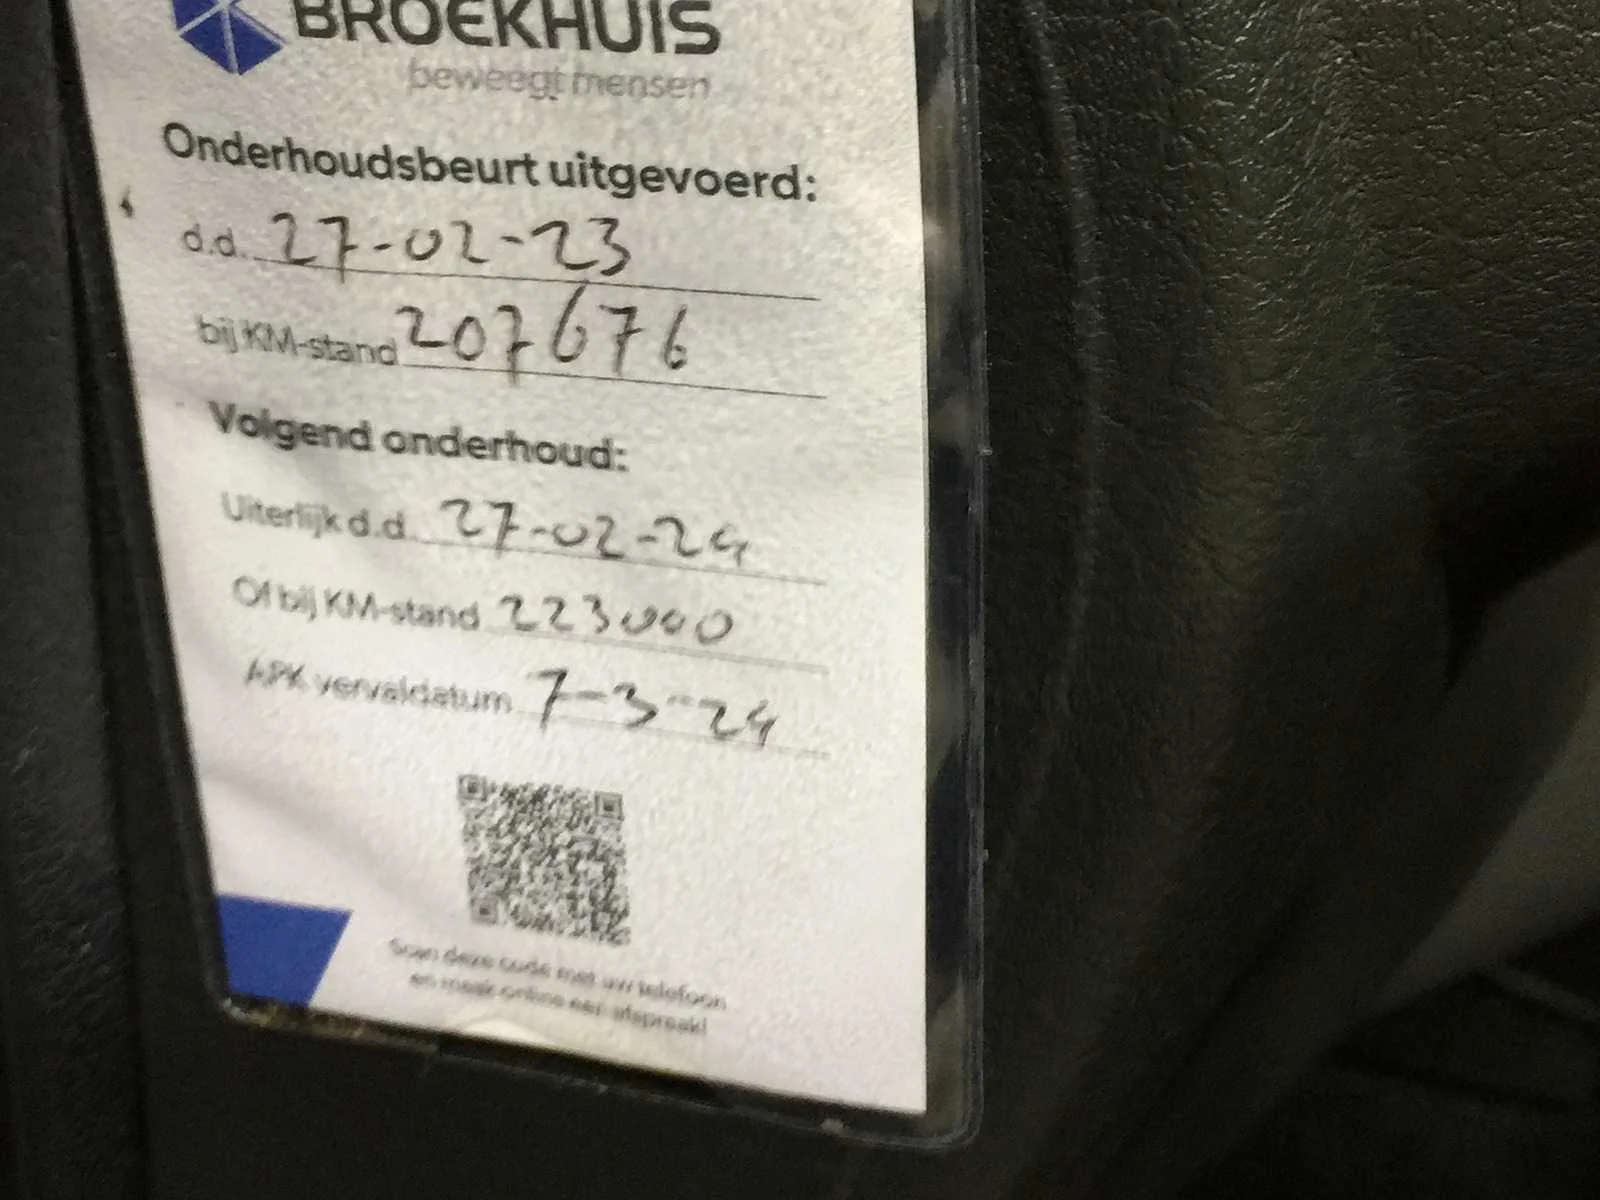 BROEKHUIS
beweegt mensen
Onderhoudsbeurt uitgevoerd:
d.d. 27-02-23
bij KM-stand 207676
Volgend onderhoud:
Uiterlijk d.d. 27-02-24
Of bij KM-stand 223000
APK vervaldatum 7-3-24
Scan deze code met uw telefoon
en maak online een afspraak!